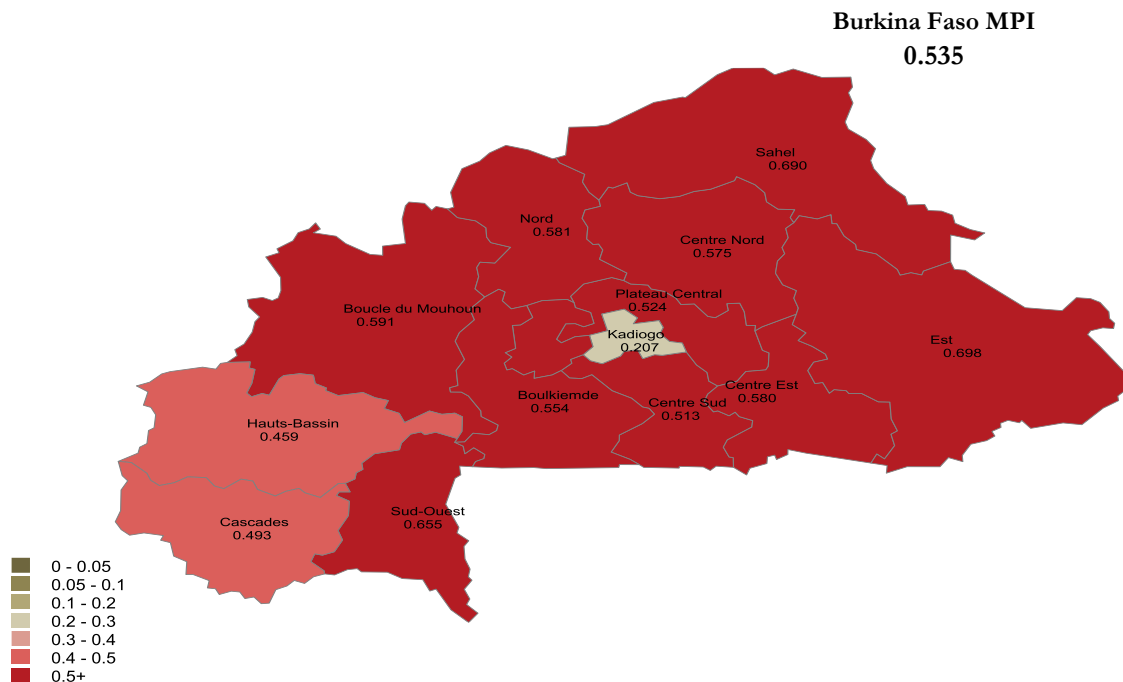 Burkina Faso MPI
0.535
Sahel
0.690
Nord
0.581
Centre Nord
0.575
Plateau Central
0.524
Boucle du Mouhoun
0.591
Kadiogo
0.207
Est
0.698
Centre Est
0.580
Boulkiemde
0.554
Centre Sud
0.513
Hauts-Bassin
0.459
Sud-Ouest
0.655
Cascades
0.493
0 - 0.05
0.05 - 0.1
0.1 - 0.2
0.2 - 0.3
0.3 - 0.4
0.4 - 0.5
0.5+